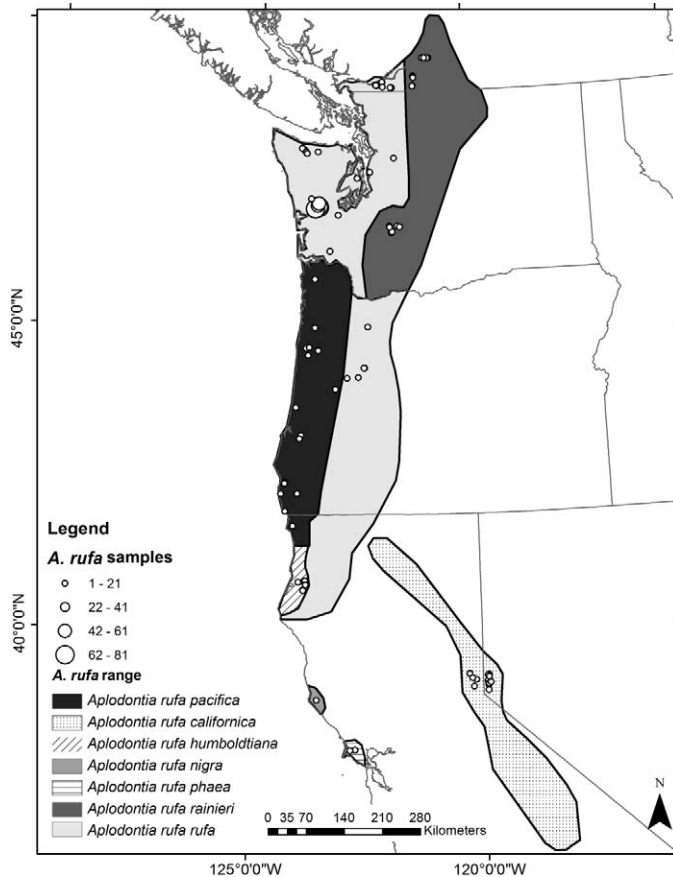 45°0'0"N
40°0'0"N
Legend
A. rufa samples
1 - 21
22 - 41
42 - 61
62 - 81
A. rufa range
Aplodontia rufa pacifica
Aplodontia rufa californica
Aplodontia rufa humboldtiana
Aplodontia rufa nigra
Aplodontia rufa phaea
Aplodontia rufa rainieri
Aplodontia rufa rufa
0 35 70 140 210 280
Kilometers
N
125°0'0"W 120°0'0"W